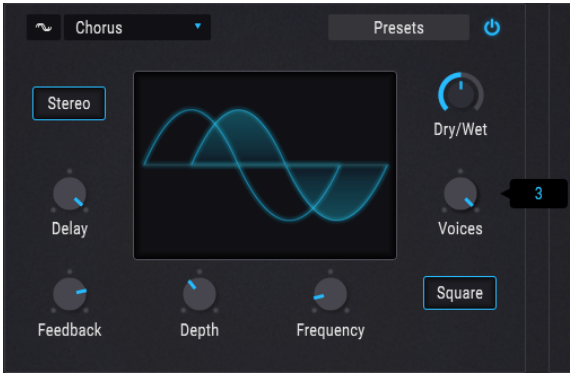 Chorus
Presets
Stereo
Dry/Wet
Delay
Voices
3
Feedback
Depth
Frequency
Square